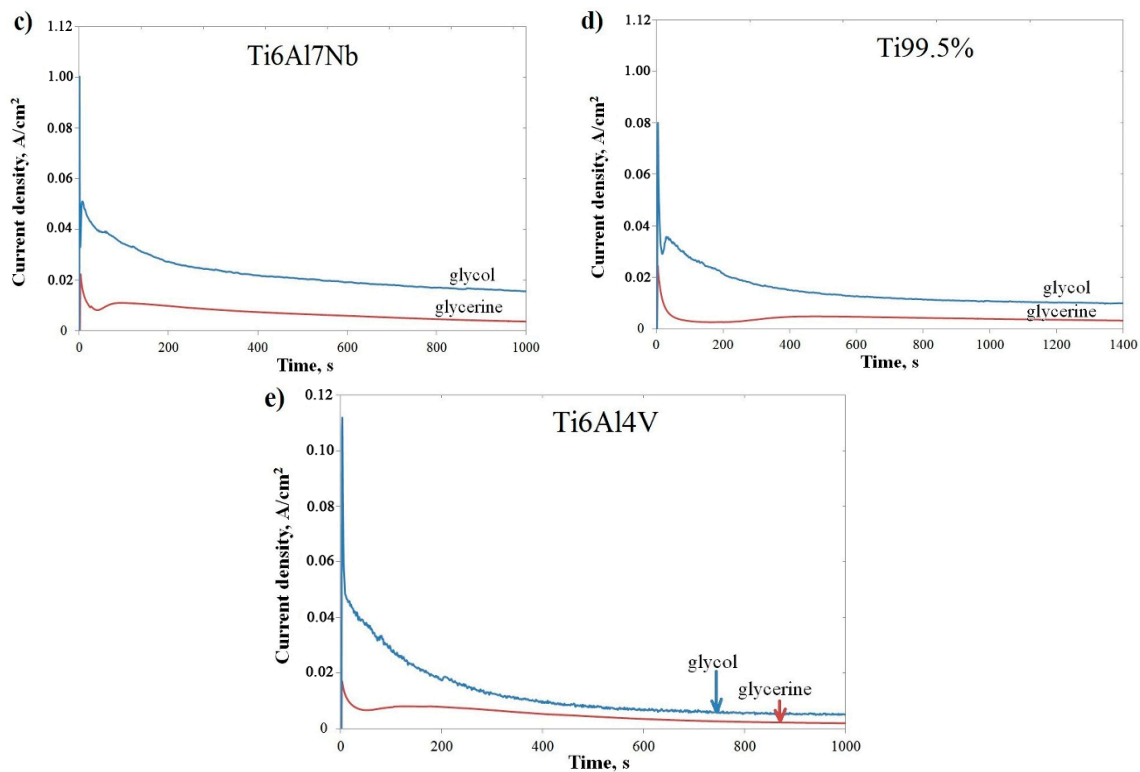 c)
Ti6Al7Nb
Current density, A/cm²
1.12
1.00
0.08
0.06
0.04
0.02
0
0 200 400 600 800 1000
Time, s
glycol
glycerine
d)
Ti99.5%
Current density, A/cm²
1.12
1.00
0.08
0.06
0.04
0.02
0
0 200 400 600 800 1000 1200 1400
Time, s
glycol
glycerine
e)
Ti6Al4V
Current density, A/cm²
0.12
0.10
0.08
0.06
0.04
0.02
0
0 200 400 600 800 1000
Time, s
glycol
glycerine